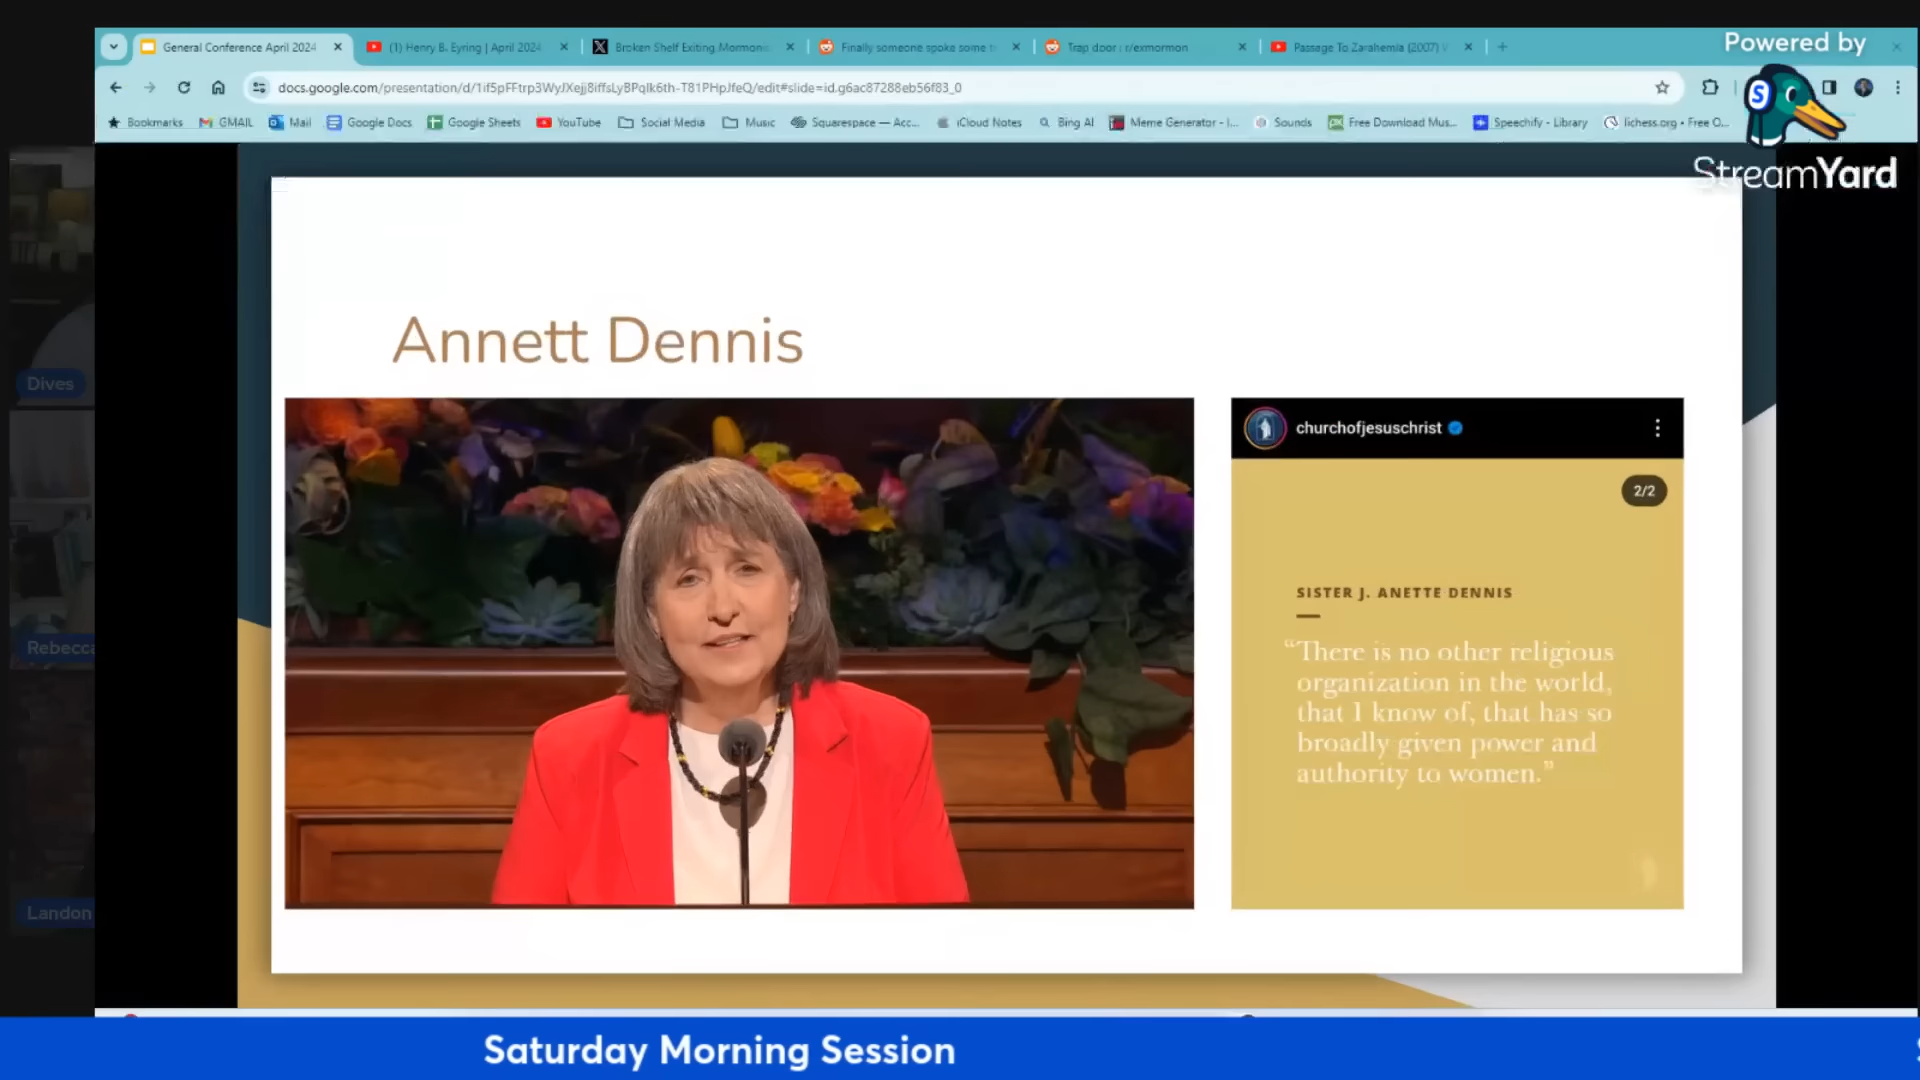 General Conference April 2024
(1) Henry B. Eyring | April 2024
Broken Shelf Exiting Mormonis
Finally someone spoke some t
Trap door : r/exmormon
Passage To Zarahemla (2007)
Powered by
docs.google.com/presentation/d/1if5pFFtrp3WyJXejj8iffsLyBPqlk6th-T81PHpJfeQ/edit#slide=id.g6ac87288eb56f83_0
S
Bookmarks
GMAIL
Mail
Google Docs
Google Sheets
YouTube
Social Media
Music
Squarespace — Acc...
iCloud Notes
Bing AI
Meme Generator - I...
Sounds
Free Download Mus...
Speechify - Library
lichess.org • Free O...
StreamYard
Annett Dennis
Dives
Rebecca
Landon
churchofjesuschrist
2/2
SISTER J. ANETTE DENNIS
“There is no other religious
organization in the world,
that I know of, that has so
broadly given power and
authority to women.”
Saturday Morning Session